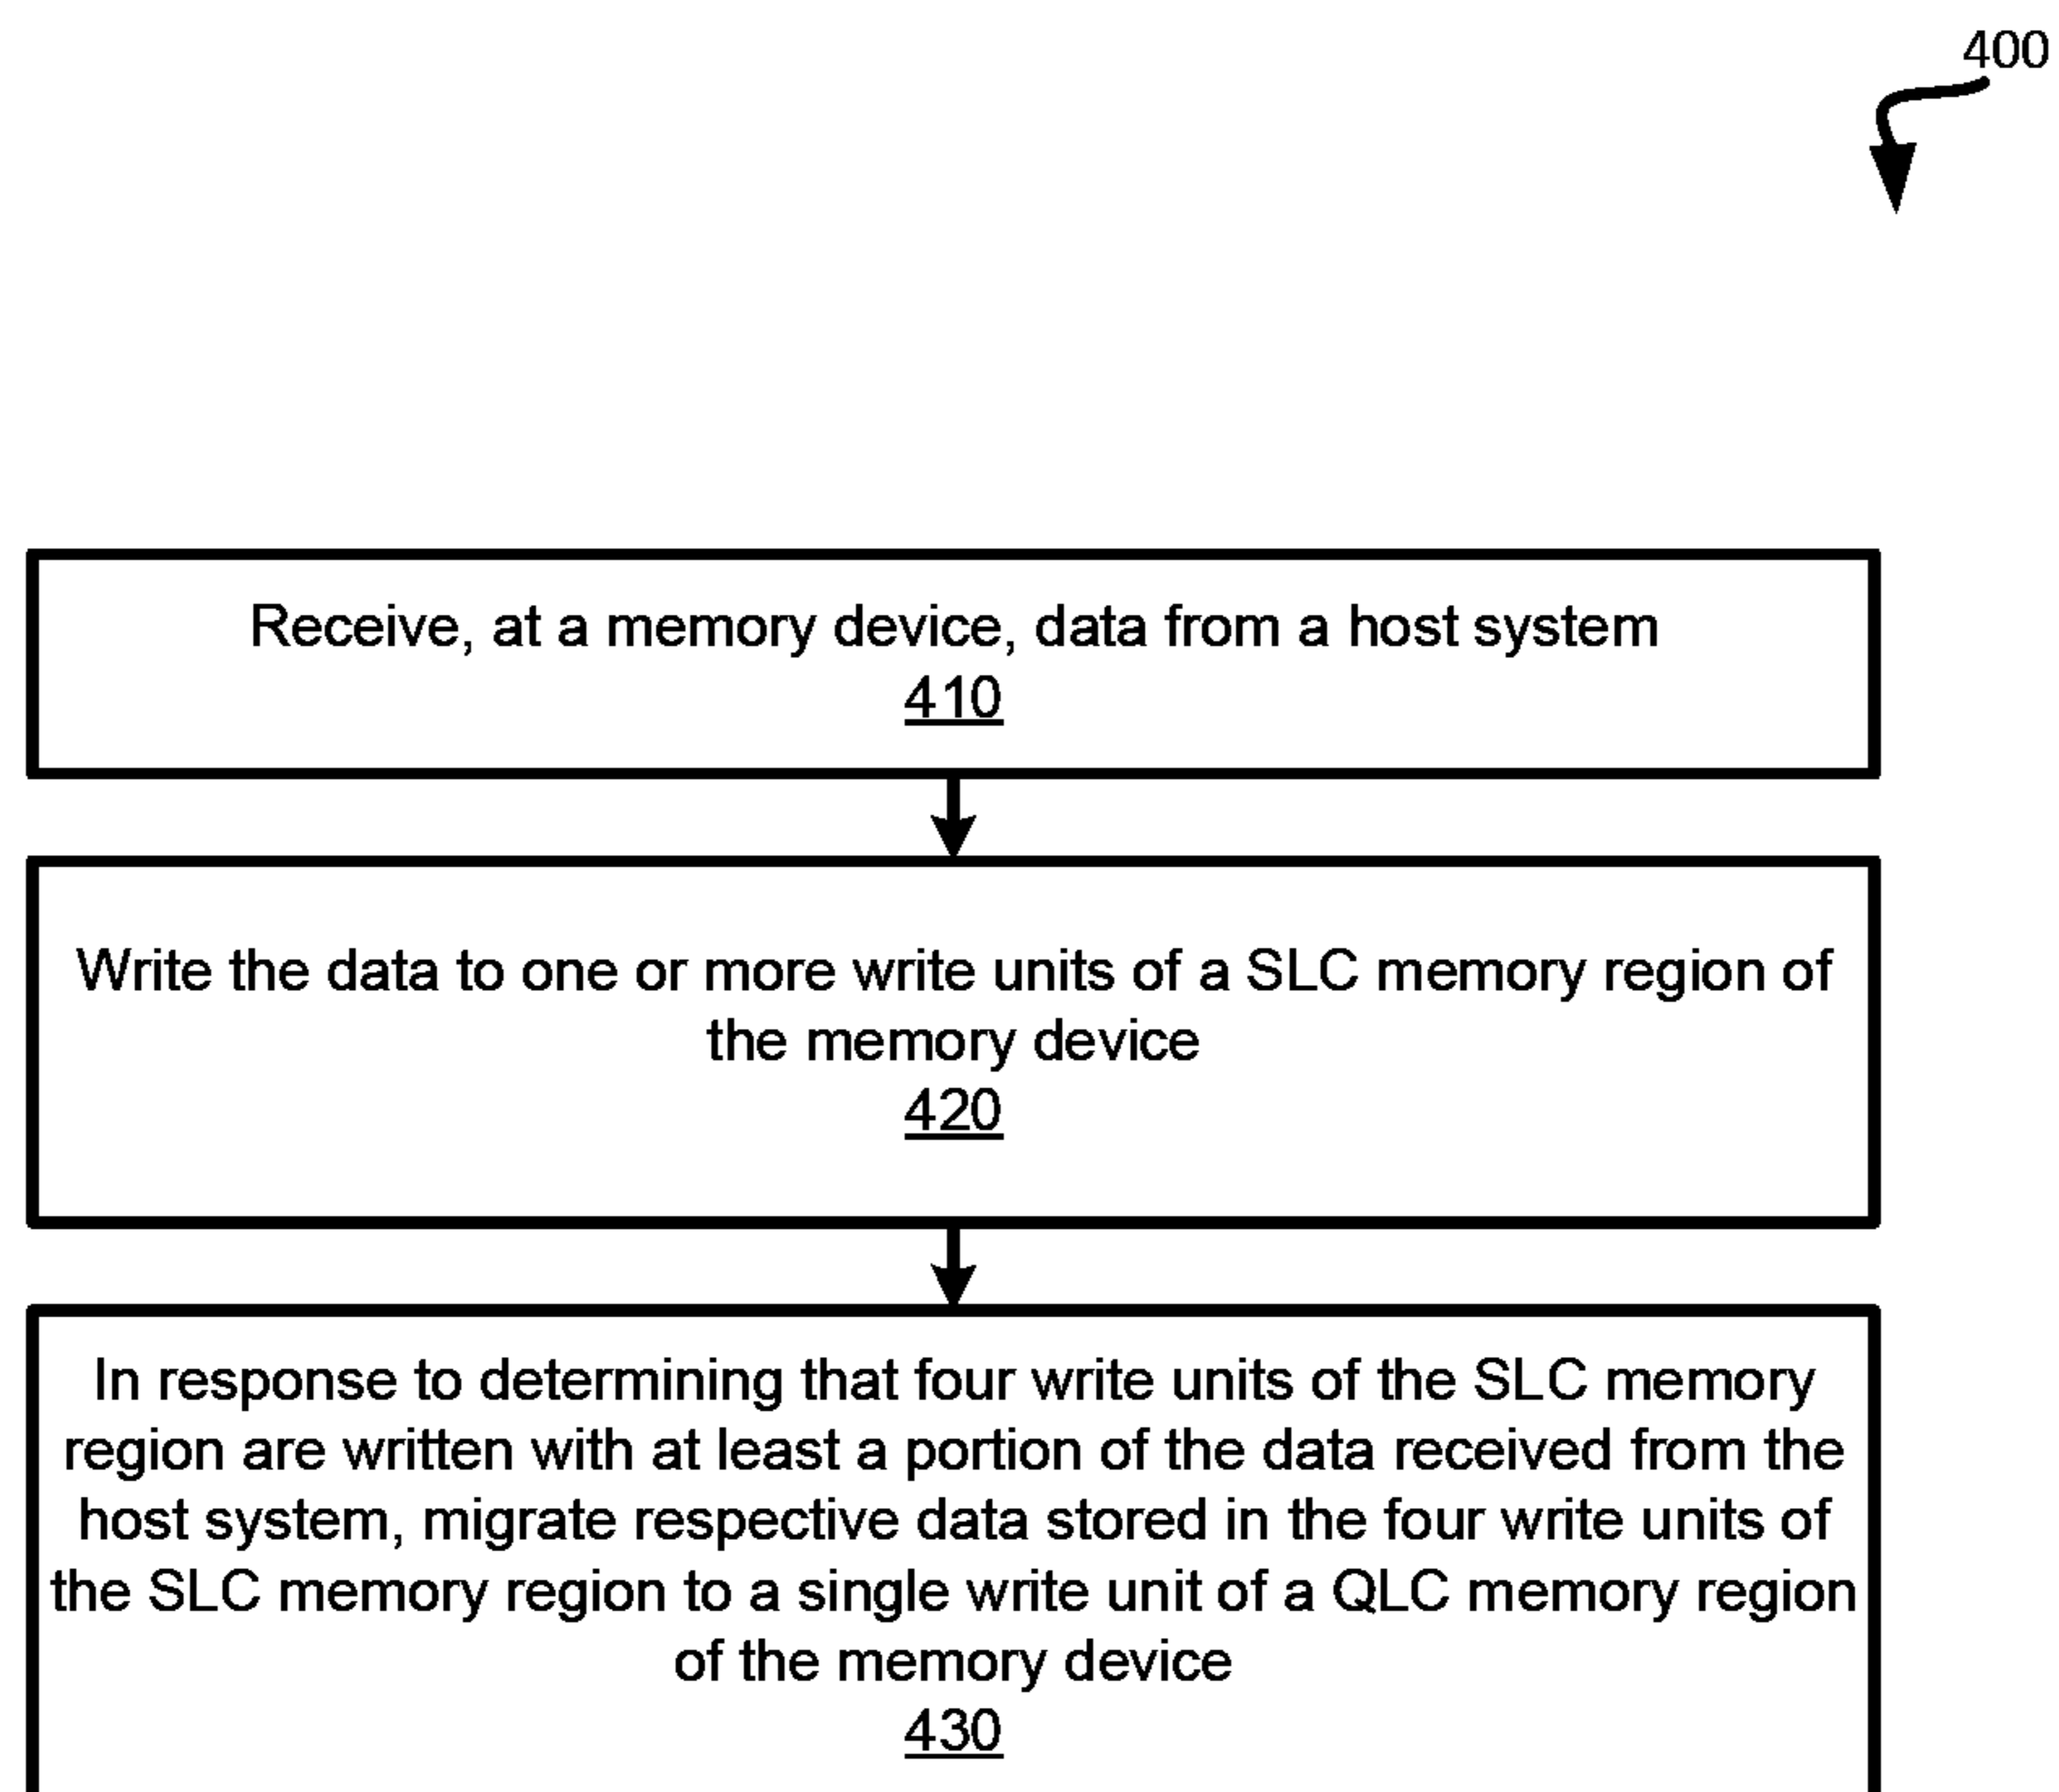 400
Receive, at a memory device, data from a host system
410
Write the data to one or more write units of a SLC memory region of
the memory device
420
In response to determining that four write units of the SLC memory
region are written with at least a portion of the data received from the
host system, migrate respective data stored in the four write units of
the SLC memory region to a single write unit of a QLC memory region
of the memory device
430